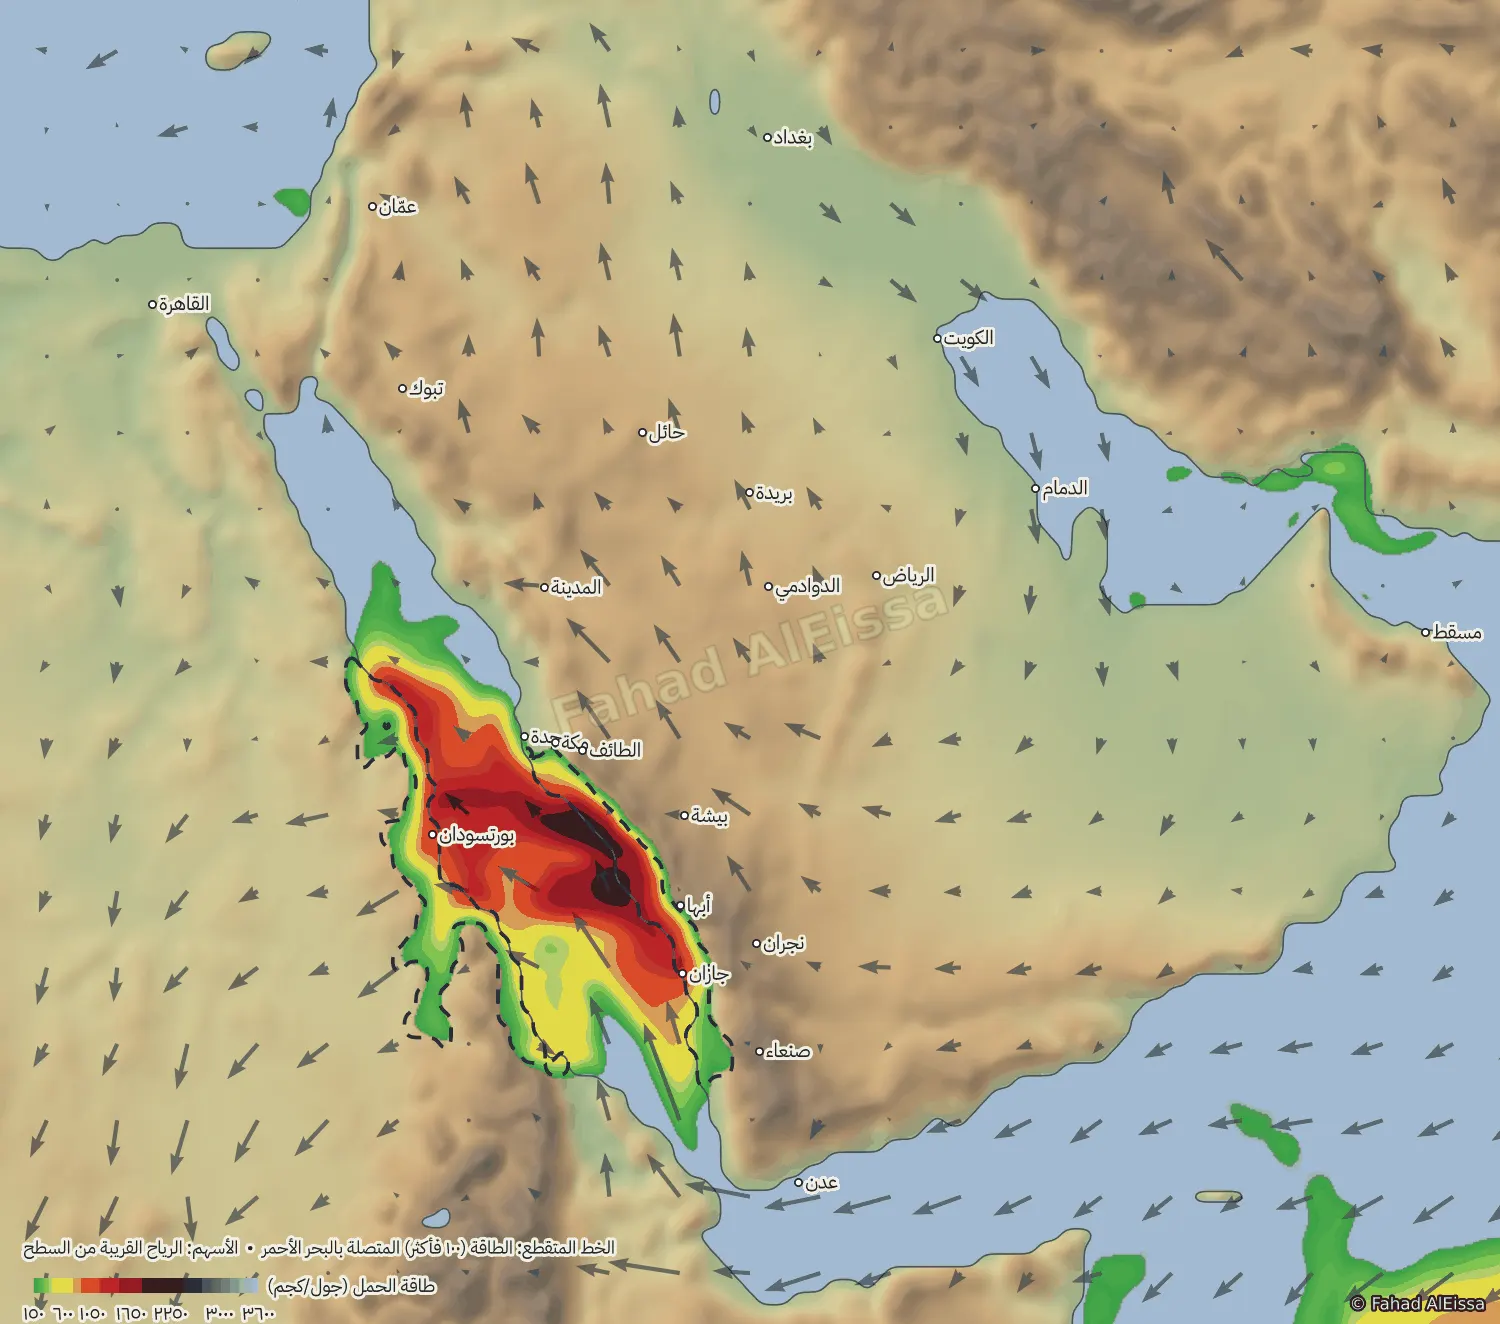 بغداد
عمّان
القاهرة
الكويت
تبوك
حائل
الدمام
بريدة
الرياض
الدوادمي
المدينة
مسقط
Fahad AlEissa
جدة
مكة
الطائف
بيشة
بورتسودان
أبها
نجران
جازان
صنعاء
عدن
الخط المتقطع: الطاقة (١٠٠ فأكثر) المتصلة بالبحر الأحمر • الأسهم: الرياح القريبة من السطح
طاقة الحمل (جول/كجم)
١٥٠ ٦٠٠ ١٠٥٠ ١٦٥٠ ٢٢٥٠ ٣٠٠٠ ٣٦٠٠
© Fahad AlEissa